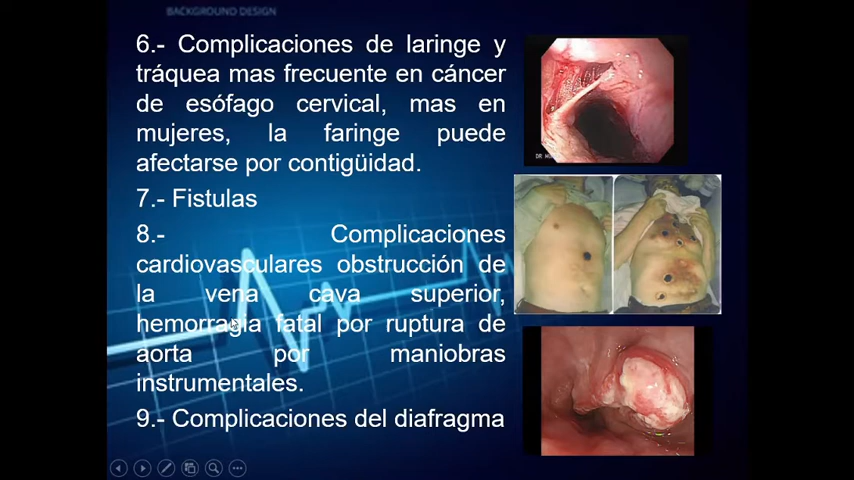 BACKGROUND DESIGN
6.- Complicaciones de laringe y
tráquea mas frecuente en cáncer
de esófago cervical, mas en
mujeres, la faringe puede
afectarse por contigüidad.
7.- Fistulas
8.- Complicaciones
cardiovasculares obstrucción de
la vena cava superior,
hemorragia fatal por ruptura de
aorta por maniobras
instrumentales.
9.- Complicaciones del diafragma
DR